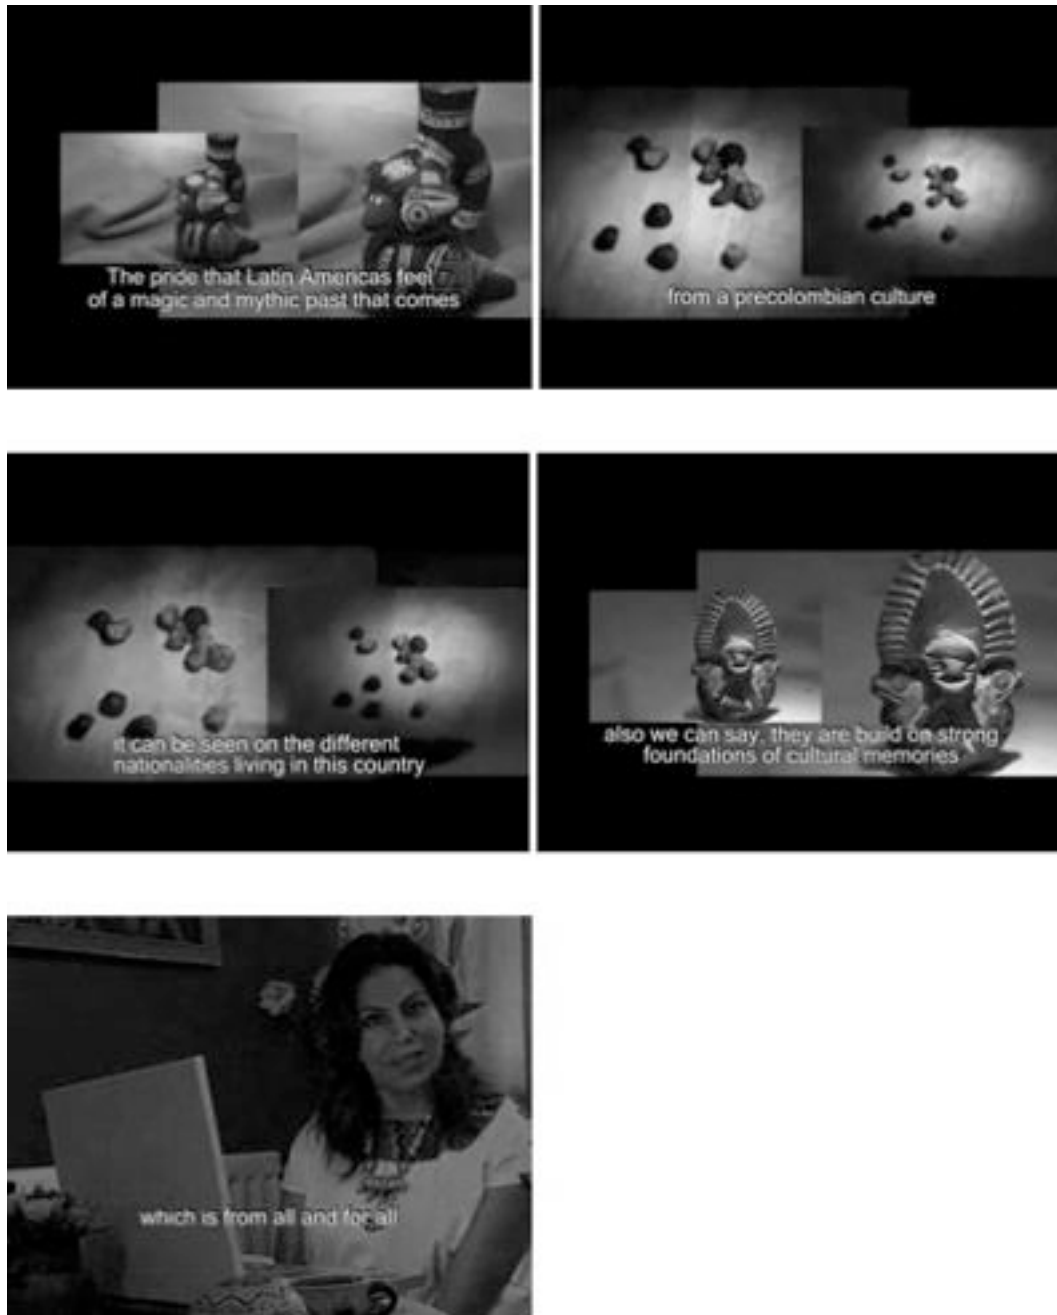 The pride that Latin Americas feel
of a magic and mythic past that comes
from a precolombian culture
it can be seen on the different
nationalities living in this country
also we can say, they are build on strong
foundations of cultural memories
which is from all and for all